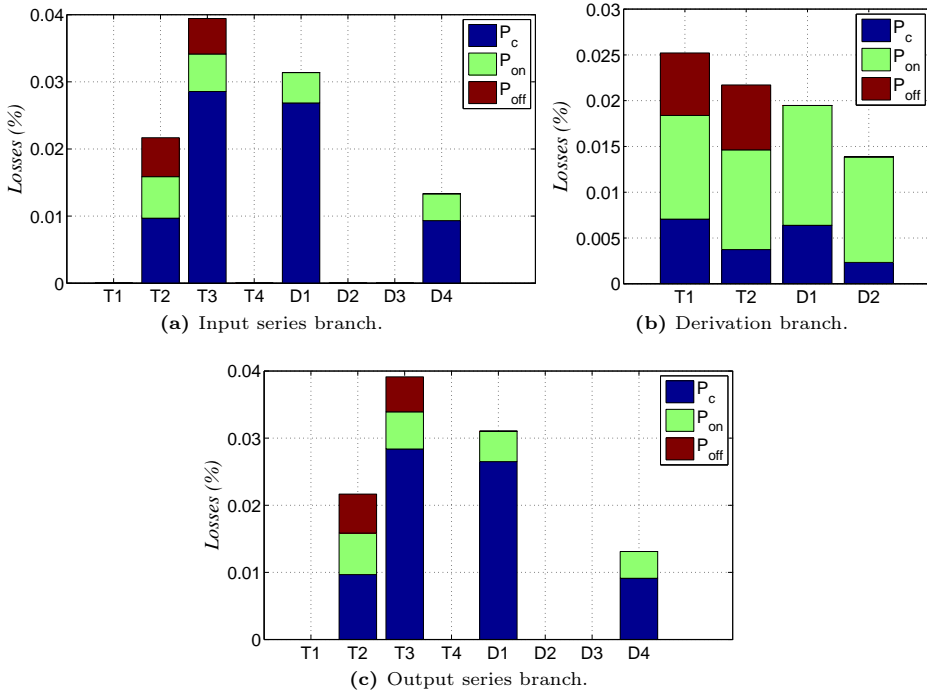 0.04
0.03
0.02
0.01
0
Losses (%)
P_c
P_on
P_off
T1 T2 T3 T4 D1 D2 D3 D4
(a) Input series branch.
0.03
0.025
0.02
0.015
0.01
0.005
0
Losses (%)
P_c
P_on
P_off
T1 T2 D1 D2
(b) Derivation branch.
0.04
0.03
0.02
0.01
0
Losses (%)
P_c
P_on
P_off
T1 T2 T3 T4 D1 D2 D3 D4
(c) Output series branch.